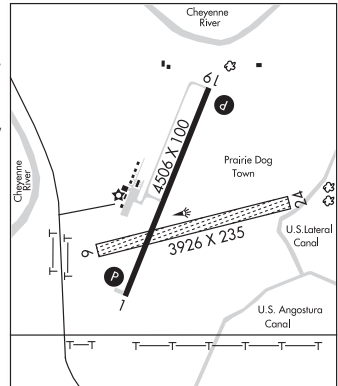 Cheyenne
River
19
P
4506 X 100
Prairie Dog
Town
Cheyenne
River
24
3926 X 235
U.S.Lateral
Canal
6
P
1
U.S. Angostura
Canal
T T
T T
T T
T T T T T T